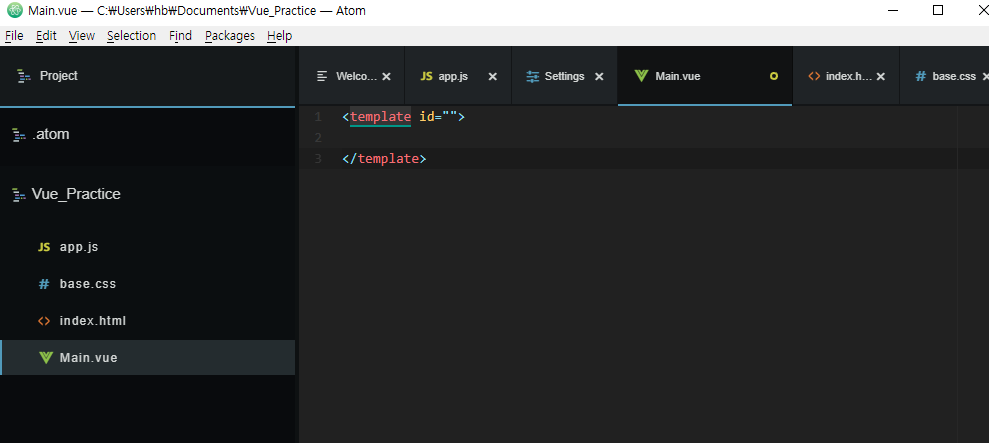 Main.vue — C:₩Users₩hb₩Documents₩Vue_Practice — Atom
File Edit View Selection Find Packages Help
Project
Welco... JS app.js Settings Main.vue <> index.h... # base.css
.atom
Vue_Practice
JS app.js
# base.css
<> index.html
Main.vue
1 <template id="">
2
3 </template>